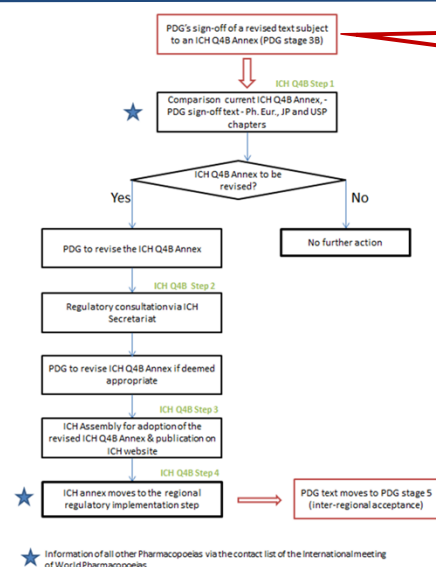 PDG's sign-off of a revised text subject
to an ICH Q4B Annex (PDG stage 3B)
ICH Q4B Step 1
Comparison current ICH Q4B Annex, -
PDG sign-off text - Ph. Eur., JP and USP
chapters
ICH Q4B Annex to be
revised?
Yes
No
PDG to revise the ICH Q4B Annex
No further action
ICH Q4B Step 2
Regulatory consultation via ICH
Secretariat
PDG to revise ICH Q4B Annex if deemed
appropriate
ICH Q4B Step 3
ICH Assembly for adoption of the
revised ICH Q4B Annex & publication on
ICH website
ICH Q4B Step 4
ICH annex moves to the regional
regulatory implementation step
PDG text moves to PDG stage 5
(inter-regional acceptance)
Information of all other Pharmacopoeias via the contact list of the International meeting
of World Pharmacopoeias